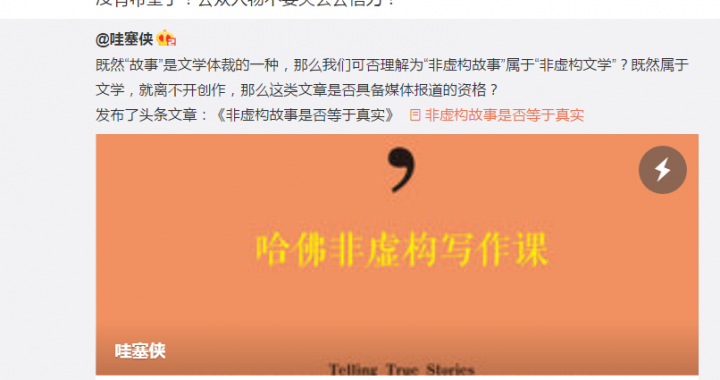 @哇塞侠
既然“故事”是文学体裁的一种，那么我们可否理解为“非虚构故事”属于“非虚构文学”？既然属于
文学，就离不开创作，那么这类文章是否具备媒体报道的资格？
发布了头条文章：《非虚构故事是否等于真实》 非虚构故事是否等于真实
哈佛非虚构写作课
哇塞侠
Telling True Stories